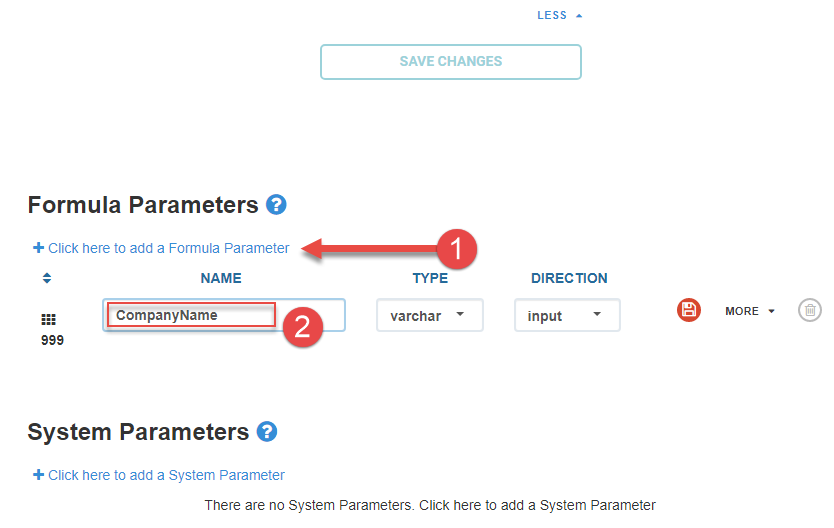 LESS
SAVE CHANGES
Formula Parameters ?
+ Click here to add a Formula Parameter
1
NAME TYPE DIRECTION
CompanyName varchar input MORE
2
999
System Parameters ?
+ Click here to add a System Parameter
There are no System Parameters. Click here to add a System Parameter